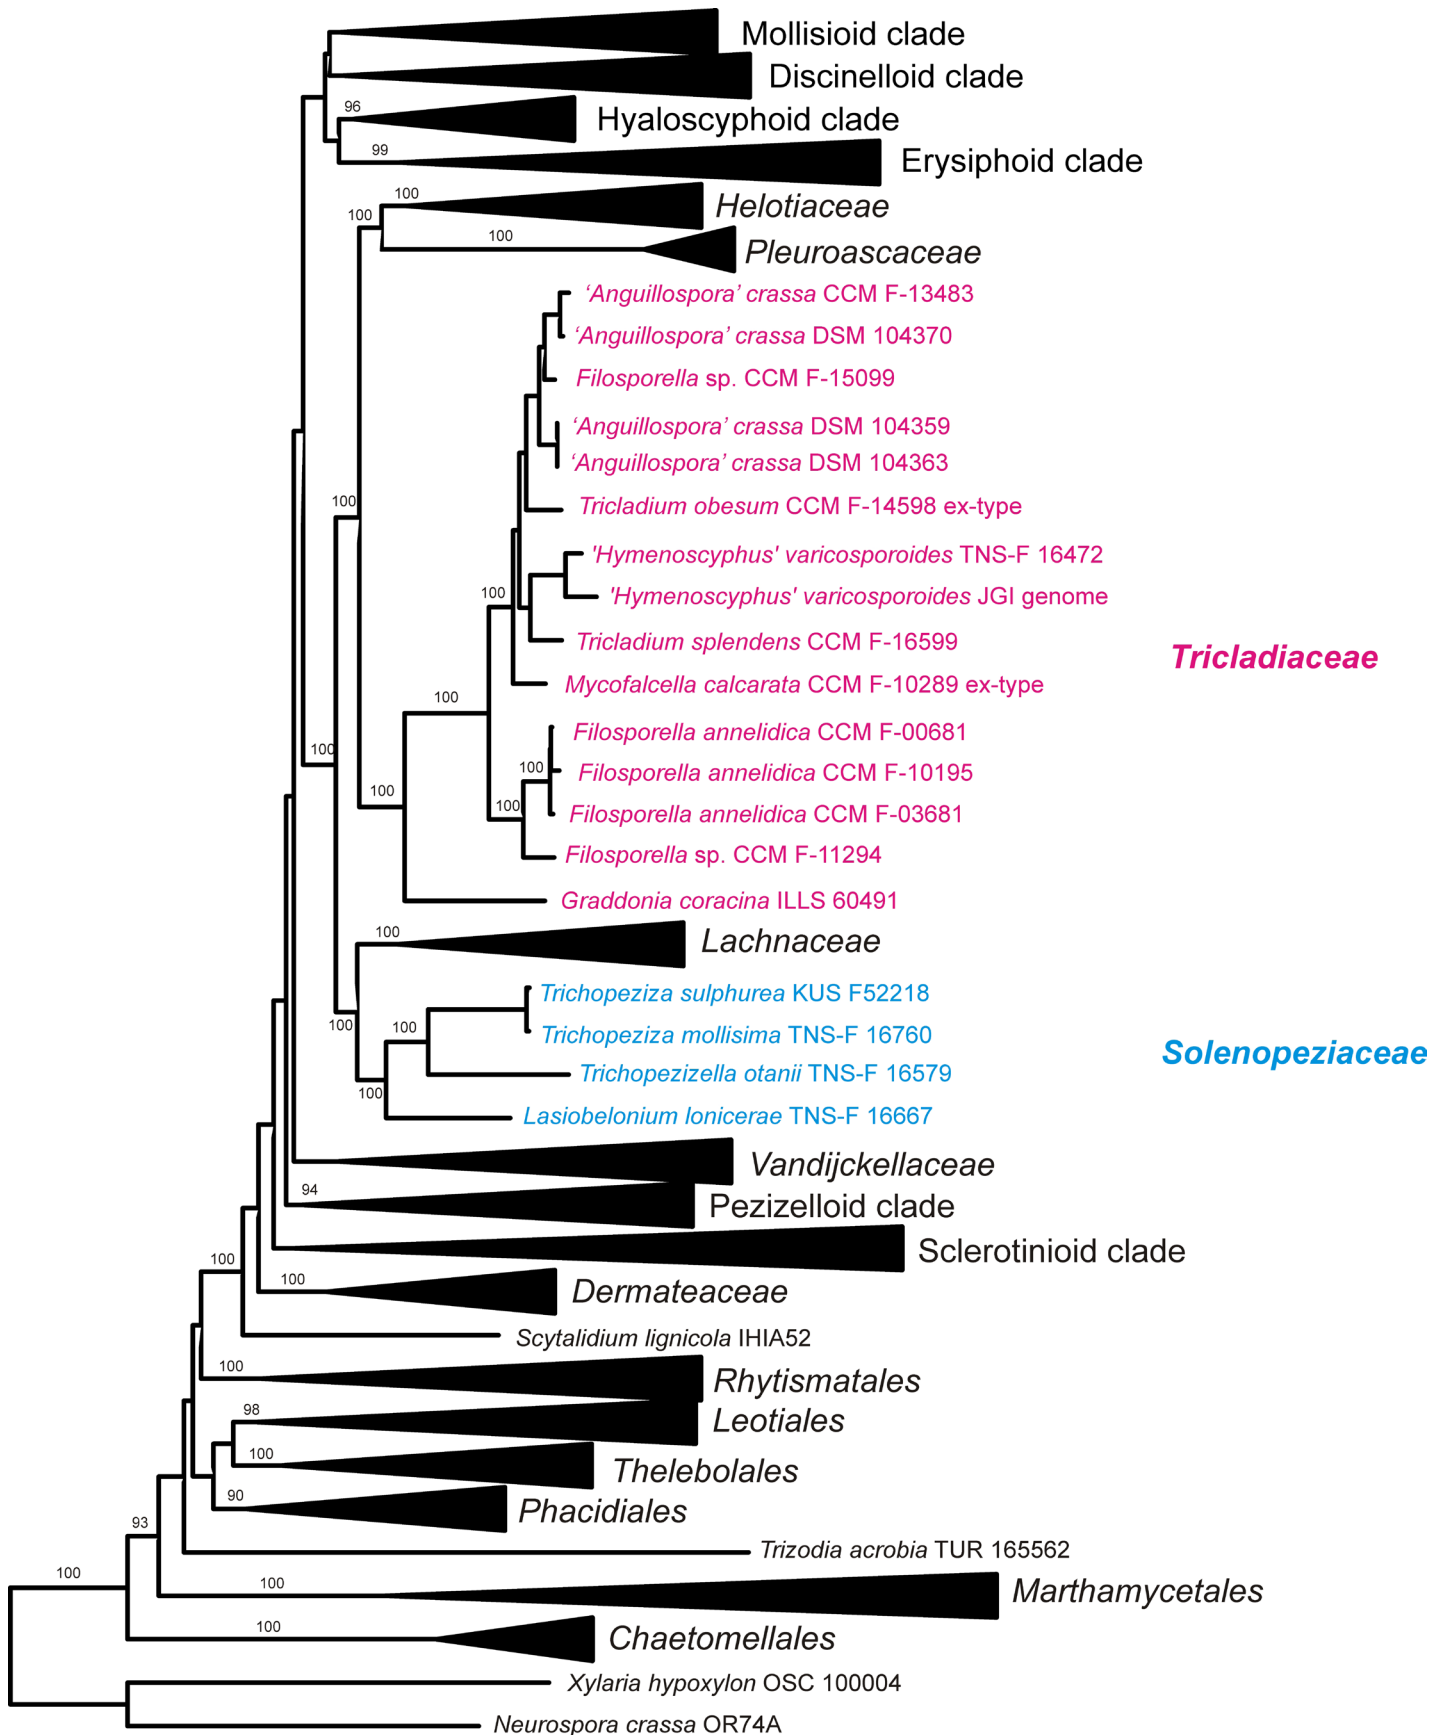 Mollisioid clade
Discinelloid clade
96
Hyaloscyphoid clade
99
Erysiphoid clade
100
Helotiaceae
100
100
Pleuroascaceae
‘Anguillospora’ crassa CCM F-13483
‘Anguillospora’ crassa DSM 104370
Filosporella sp. CCM F-15099
‘Anguillospora’ crassa DSM 104359
‘Anguillospora’ crassa DSM 104363
100
Tricladium obesum CCM F-14598 ex-type
'Hymenoscyphus' varicosporoides TNS-F 16472
100
'Hymenoscyphus' varicosporoides JGI genome
Tricladium splendens CCM F-16599
Tricladiaceae
Mycofalcella calcarata CCM F-10289 ex-type
100
Filosporella annelidica CCM F-00681
100
100
Filosporella annelidica CCM F-10195
100
100
Filosporella annelidica CCM F-03681
Filosporella sp. CCM F-11294
Graddonia coracina ILLS 60491
100
Lachnaceae
Trichopeziza sulphurea KUS F52218
100
100
Trichopeziza mollisima TNS-F 16760
Solenopeziaceae
Trichopezizella otanii TNS-F 16579
100
Lasiobelonium lonicerae TNS-F 16667
Vandijckellaceae
94
Pezizelloid clade
Sclerotinioid clade
100
100
Dermateaceae
Scytalidium lignicola IHIA52
100
Rhytismatales
98
Leotiales
100
Thelebolales
90
Phacidiales
93
Trizodia acrobia TUR 165562
100
100
Marthamycetales
100
Chaetomellales
Xylaria hypoxylon OSC 100004
Neurospora crassa OR74A